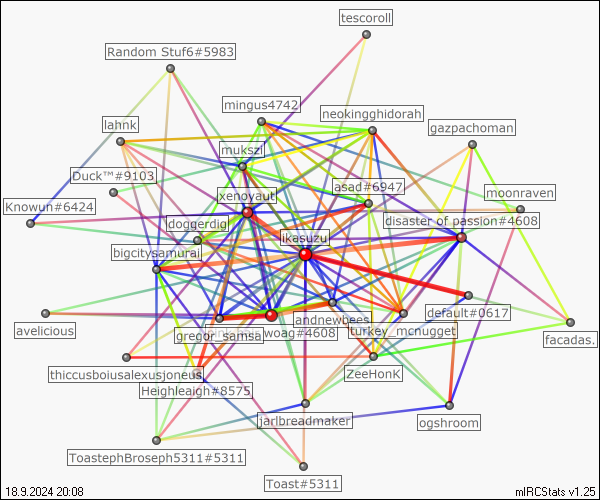 tescoroll
Random Stuf6#5983
mingus4742
neokingghidorah
lahnk
gazpachoman
mukszi
Duck™#9103
asad#6947
xenoyaut
moonraven
Knowun#6424
doggerdig
disaster of passion#4608
ikasuzu
bigcitysamurai
default#0617
andnewbees
avelicious
gregor_samsa
woag#4608
turkey_mcnugget
facadas.
thiccusboiusalexusjoneus
ZeeHonK
Heighleaigh#8575
jarlbreadmaker
ogshroom
ToastephBroseph5311#5311
Toast#5311
18.9.2024 20:08
mIRCStats v1.25